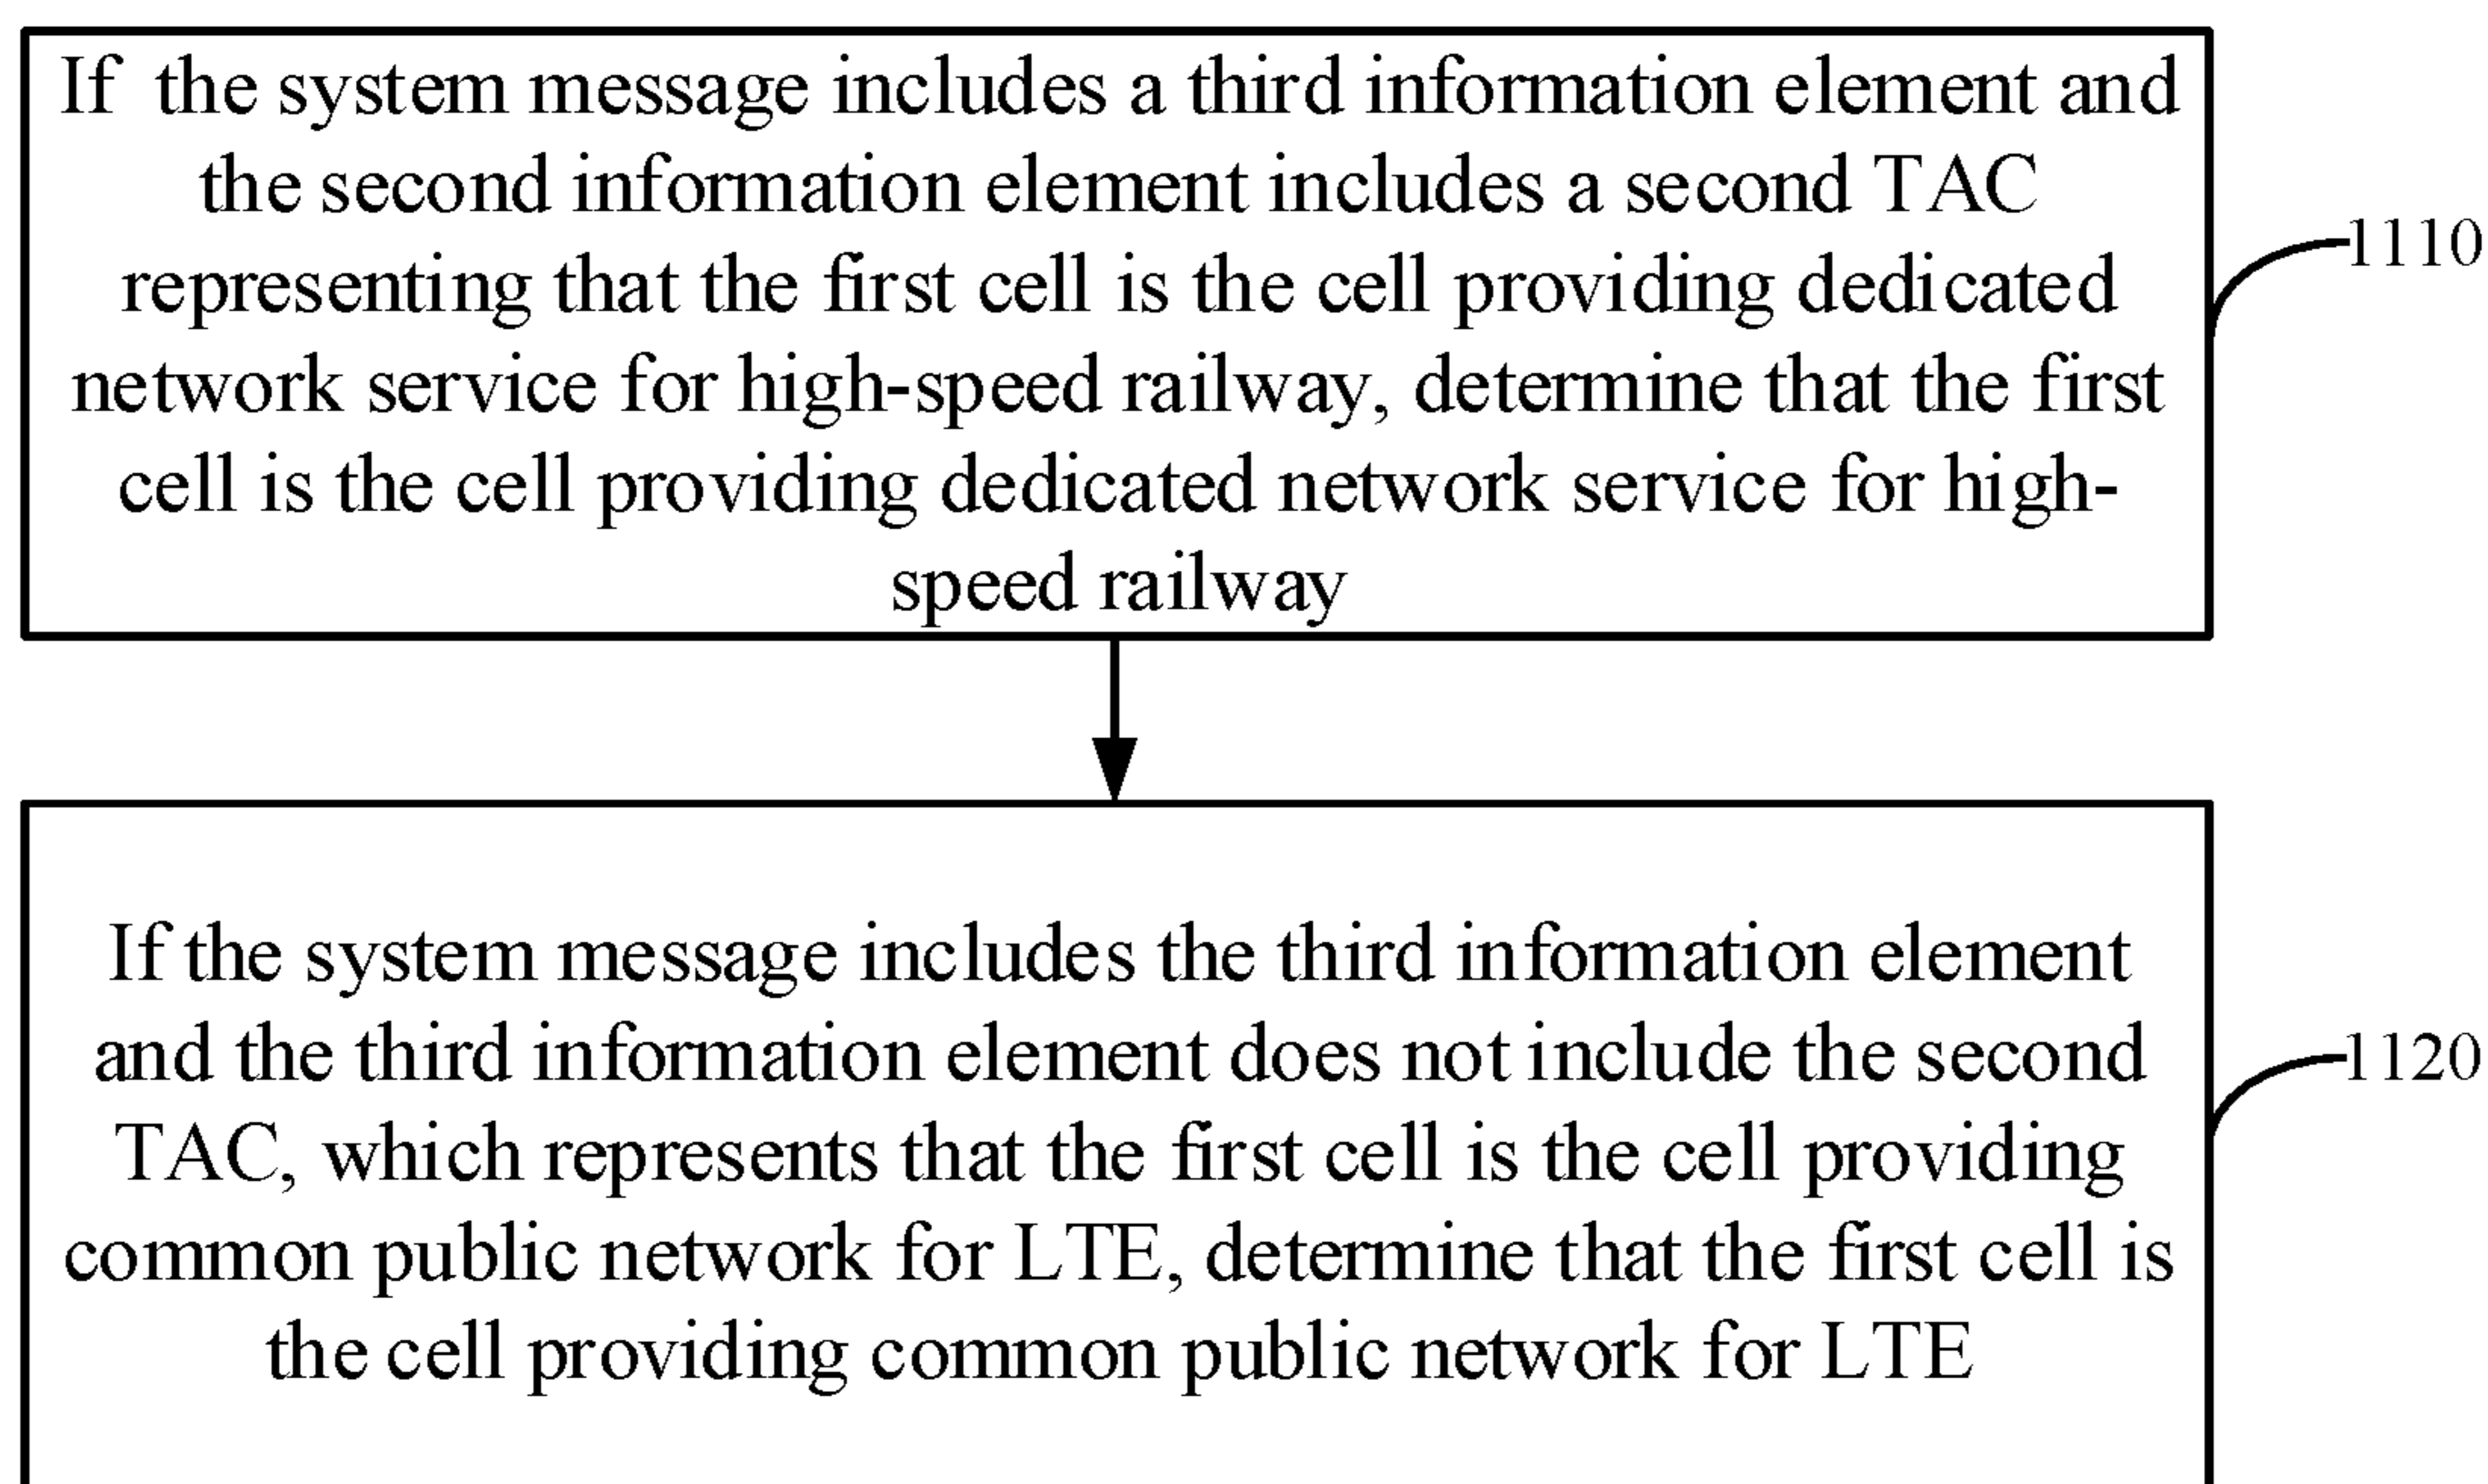 If the system message includes a third information element and
the second information element includes a second TAC
representing that the first cell is the cell providing dedicated
network service for high-speed railway, determine that the first
cell is the cell providing dedicated network service for high-
speed railway
1110
If the system message includes the third information element
and the third information element does not include the second
TAC, which represents that the first cell is the cell providing
common public network for LTE, determine that the first cell is
the cell providing common public network for LTE
1120